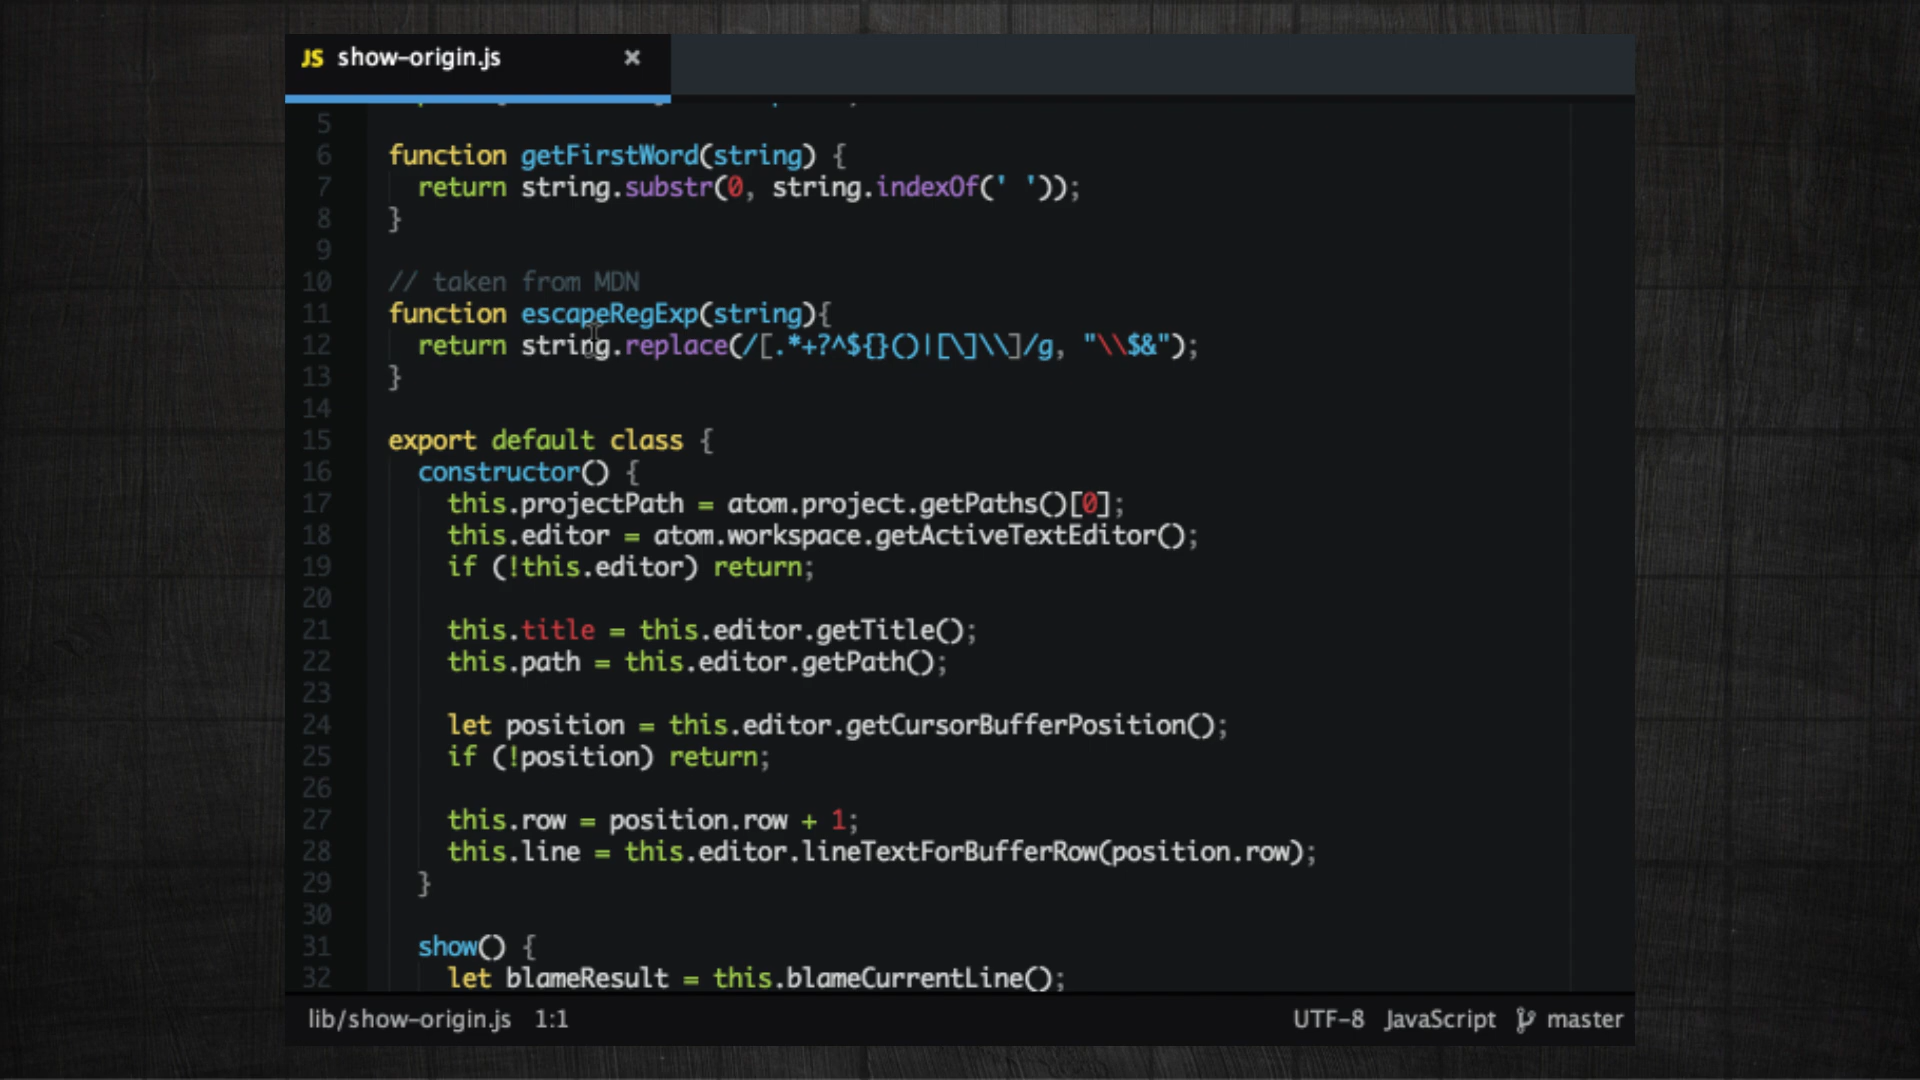 JS show-origin.js ×
5
6 function getFirstWord(string) {
7 return string.substr(0, string.indexOf(' '));
8 }
9
10 // taken from MDN
11 function escapeRegExp(string){
12 return string.replace(/[.*+?^${}()|[\]\\]/g, "\\$&");
13 }
14
15 export default class {
16 constructor() {
17 this.projectPath = atom.project.getPaths()[0];
18 this.editor = atom.workspace.getActiveTextEditor();
19 if (!this.editor) return;
20
21 this.title = this.editor.getTitle();
22 this.path = this.editor.getPath();
23
24 let position = this.editor.getCursorBufferPosition();
25 if (!position) return;
26
27 this.row = position.row + 1;
28 this.line = this.editor.lineTextForBufferRow(position.row);
29 }
30
31 show() {
32 let blameResult = this.blameCurrentLine();
lib/show-origin.js 1:1 UTF-8 JavaScript master